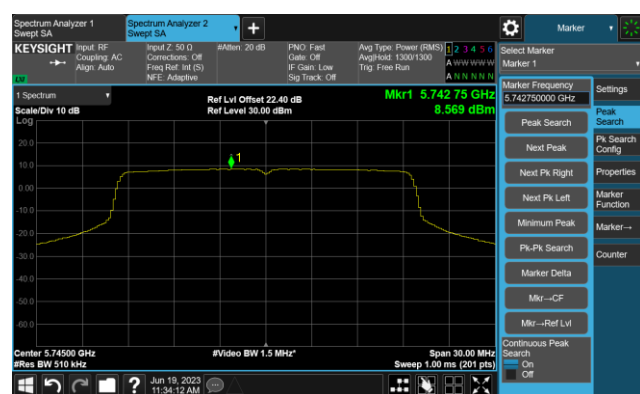 Spectrum Analyzer 1
Swept SA
Spectrum Analyzer 2
Swept SA
+
Marker
KEYSIGHT
Input: RF
Coupling: AC
Align: Auto
Input Z: 50 Ω
Corrections: Off
Freq Ref: Int (S)
NFE: Adaptive
#Atten: 20 dB
PNO: Fast
Gate: Off
IF Gain: Low
Sig Track: Off
Avg Type: Power (RMS)
Avg|Hold: 1300/1300
Trig: Free Run
1 2 3 4 5 6
A W W W W W
A N N N N N
LV
Select Marker
Marker 1
1 Spectrum
Scale/Div 10 dB
Log
Ref Lvl Offset 22.40 dB
Ref Level 30.00 dBm
Mkr1 5.742 75 GHz
8.569 dBm
20.0
10.0
0.00
-10.0
-20.0
-30.0
-40.0
-50.0
-60.0
1
Center 5.74500 GHz
#Res BW 510 kHz
#Video BW 1.5 MHz*
Span 30.00 MHz
Sweep 1.00 ms (201 pts)
Marker Frequency
5.742750000 GHz
Peak Search
Next Peak
Next Pk Right
Next Pk Left
Minimum Peak
Pk-Pk Search
Marker Delta
Mkr→CF
Mkr→Ref Lvl
Continuous Peak
Search
On
Off
Settings
Peak
Search
Pk Search
Config
Properties
Marker
Function
Marker→
Counter
?
Jun 19, 2023
11:34:12 AM